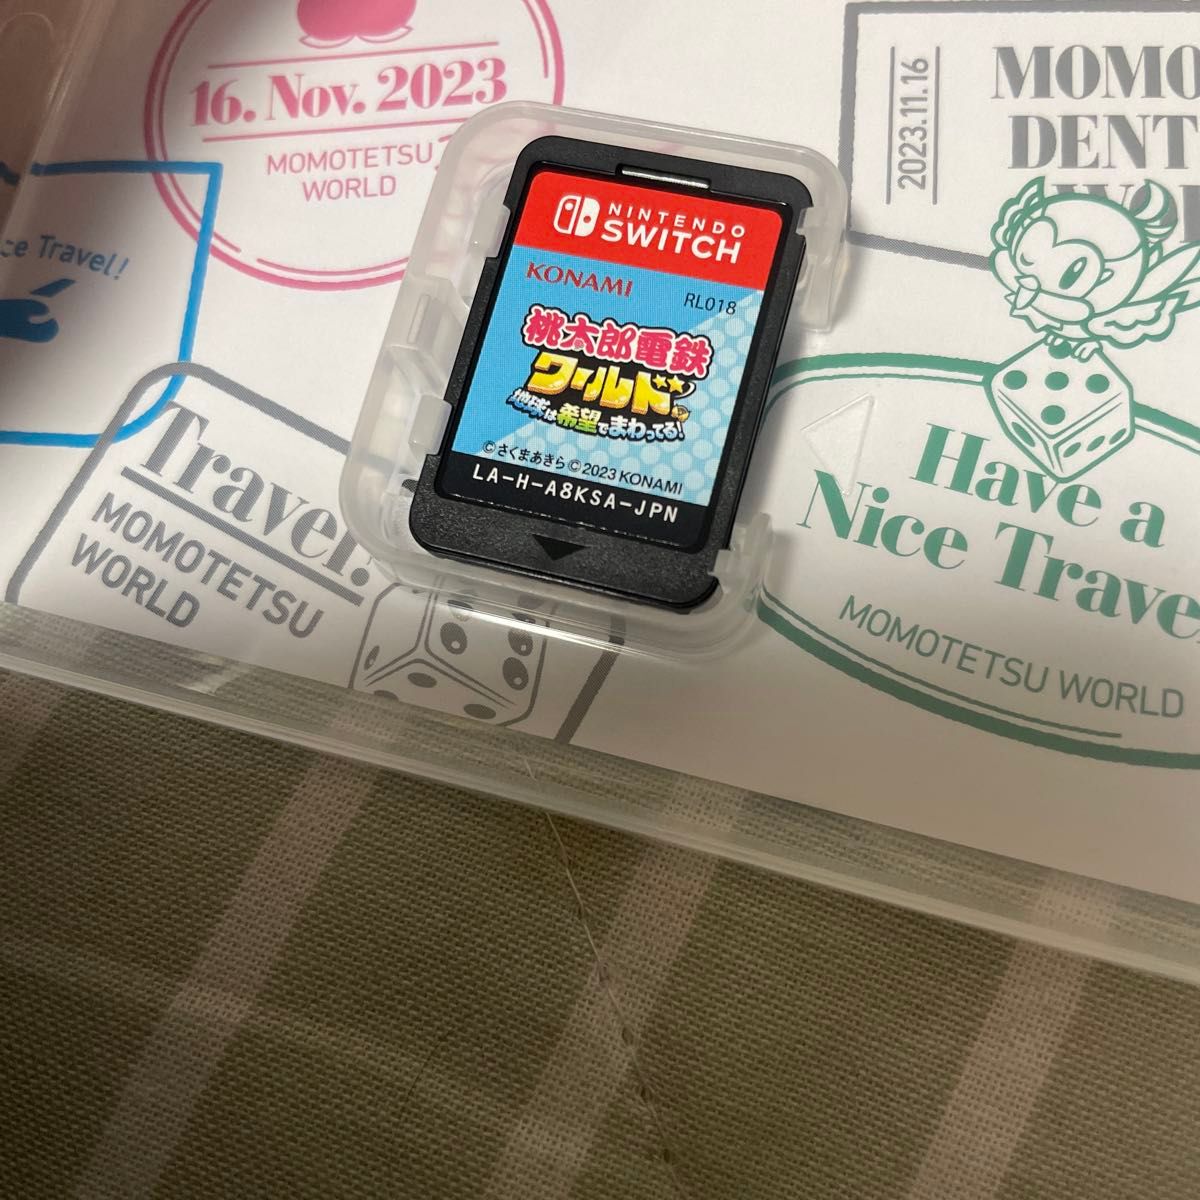 16. Nov. 2023
MOMOTETSU
WORLD
2023.11.16
MOMO
DENT
ce Travel!
NINTENDO
SWITCH
KONAMI
RL018
桃太郎電鉄
ワールド
地球は希望でまわってる!
©さくまあきら©2023 KONAMI
LA-H-A8KSA-JPN
Travel.
MOMOTETSU
WORLD
Have a
Nice Trave
MOMOTETSU WORLD